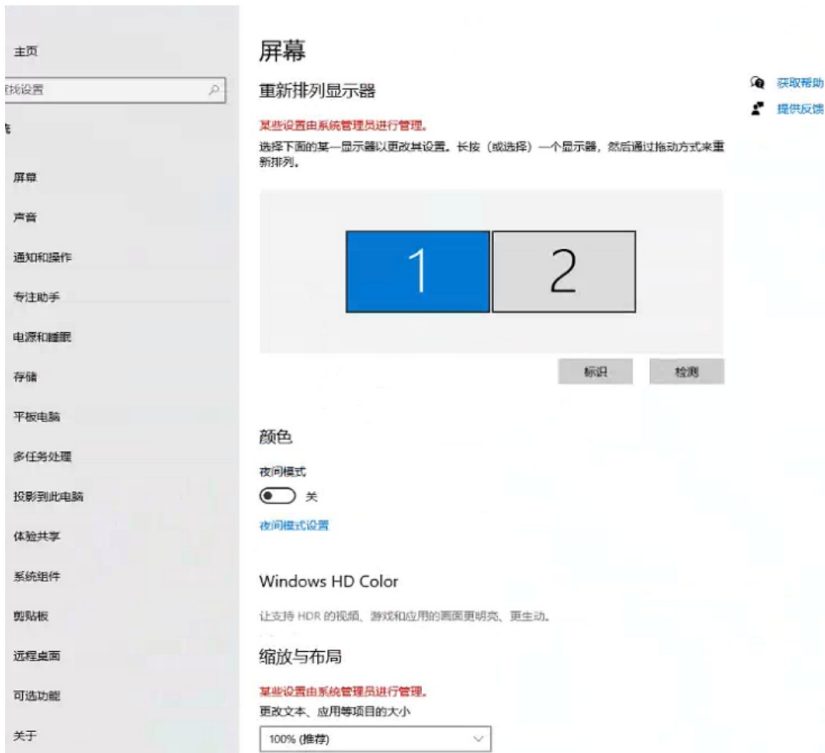 主页
查找设置
屏幕
声音
通知和操作
专注助手
电源和睡眠
存储
平板电脑
多任务处理
投影到此电脑
体验共享
系统组件
剪贴板
远程桌面
可选功能
关于
屏幕
重新排列显示器
某些设置由系统管理员进行管理。
选择下面的某一显示器以更改其设置。长按（或选择）一个显示器，然后通过拖动方式来重
新排列。
1
2
标识
检测
颜色
夜间模式
关
夜间模式设置
Windows HD Color
让支持 HDR 的视频、游戏和应用的画面更明亮、更生动。
缩放与布局
某些设置由系统管理员进行管理。
更改文本、应用等项目的大小
100% (推荐)
获取帮助
提供反馈